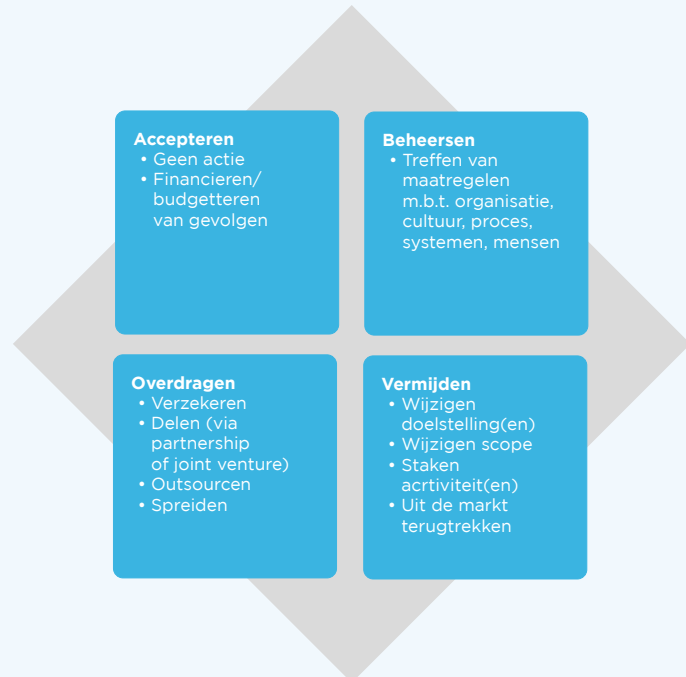 Accepteren
• Geen actie
• Financieren/
budgetteren
van gevolgen
Beheersen
• Treffen van
maatregelen
m.b.t. organisatie,
cultuur, proces,
systemen, mensen
Overdragen
• Verzekeren
• Delen (via
partnership
of joint venture)
• Outsourcen
• Spreiden
Vermijden
• Wijzigen
doelstelling(en)
• Wijzigen scope
• Staken
acrtiviteit(en)
• Uit de markt
terugtrekken